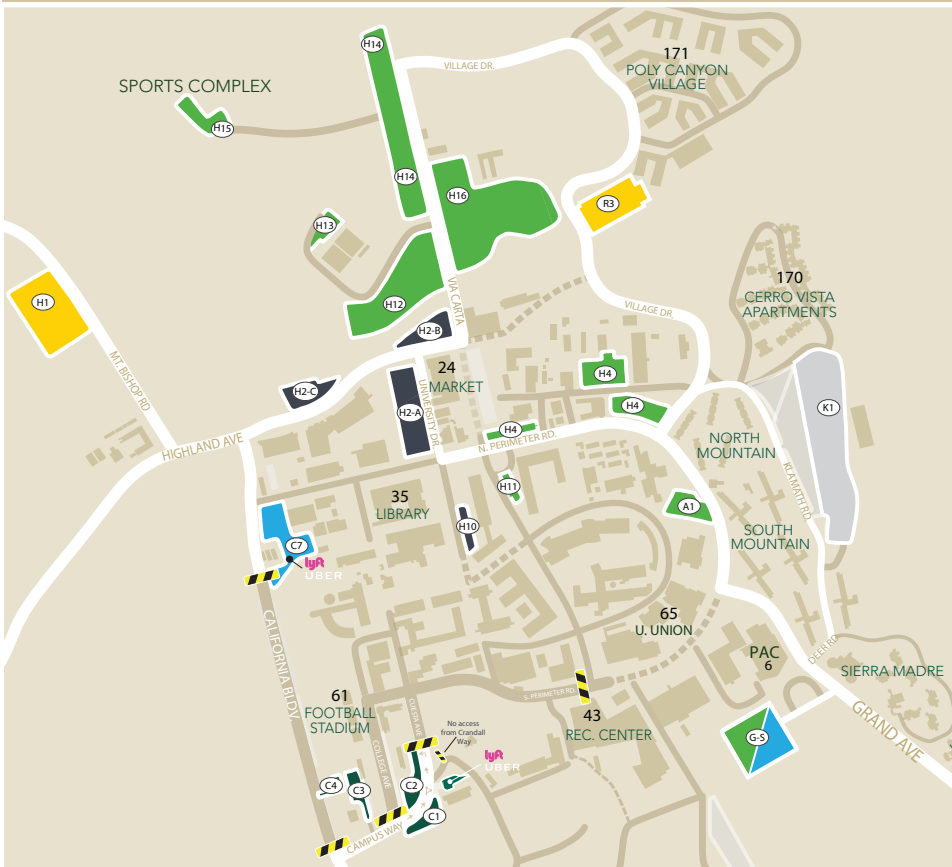 H14
171
POLY CANYON
VILLAGE
VILLAGE DR.
SPORTS COMPLEX
H15
H14
H16
R3
H13
170
CERRO VISTA
APARTMENTS
H1
H12
VIA CARTA
VILLAGE DR.
H2-B
MT. BISHOP RD
24
MARKET
H4
H2-C
UNIVERSITY DR.
H2-A
H4
K1
H4
N. PERIMETER RD.
HIGHLAND AVE
NORTH
MOUNTAIN
KLAMATH RD.
H11
35
LIBRARY
A1
H10
SOUTH
MOUNTAIN
C7
lyft
UBER
CALIFORNIA BLDV.
65
U. UNION
PAC
6
DEER RD.
SIERRA MADRE
61
FOOTBALL
STADIUM
S. PERIMETER RD.
CUESTA AVE
43
REC. CENTER
GRAND AVE
No access
from Crandall
Way
G-S
COLLEGE AVE
lyft
UBER
C4
C3
C2
C1
CAMPUS WAY